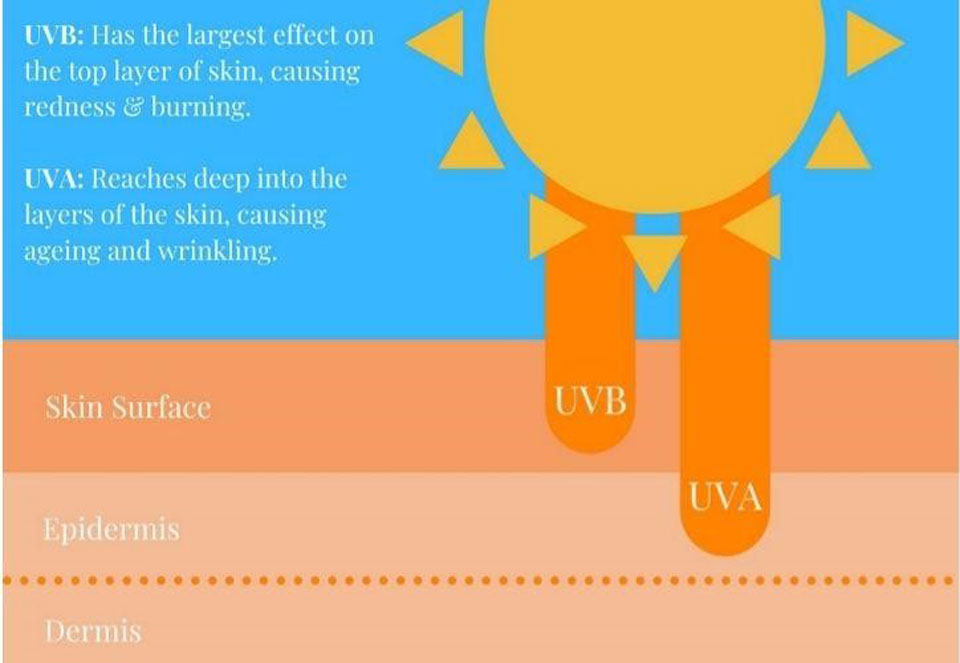 UVB: Has the largest effect on
the top layer of skin, causing
redness & burning.
UVA: Reaches deep into the
layers of the skin, causing
ageing and wrinkling.
Skin Surface
UVB
UVA
Epidermis
Dermis